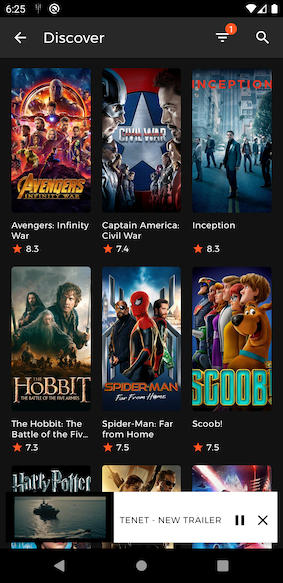 6:25
Discover
1
AVENGERS
INFINITY WAR
CIVIL WAR
INCEPTION
Avengers: Infinity
War
8.3
Captain America:
Civil War
7.4
Inception
8.3
THE
HOBBIT
THE BATTLE OF THE FIVE ARMIES
SPIDER-MAN
Far From Home
SCOOB!
The Hobbit: The
Battle of the Fiv...
7.3
Spider-Man: Far
from Home
7.5
Scoob!
7.5
Harry Potter
TENET - NEW TRAILER